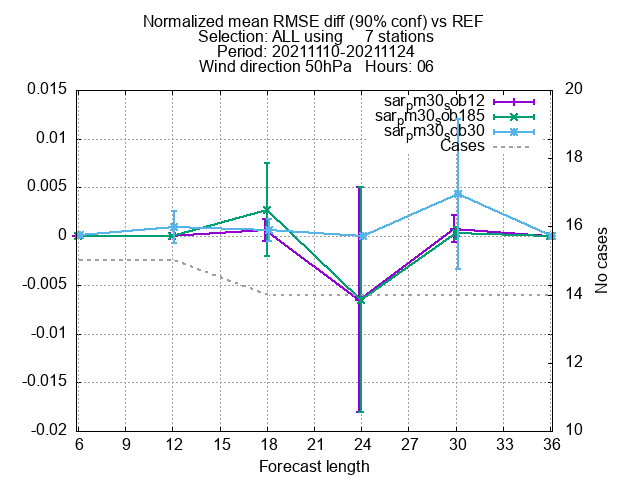 Normalized mean RMSE diff (90% conf) vs REF
Selection: ALL using 7 stations
Period: 20211110-20211124
Wind direction 50hPa Hours: 06
0.015
0.01
0.005
0
-0.005
-0.01
-0.015
-0.02
20
18
16
14
12
10
No cases
sar_pm30_sob12
sar_pm30_sob185
sar_pm30_sob30
Cases
6 9 12 15 18 21 24 27 30 33 36
Forecast length